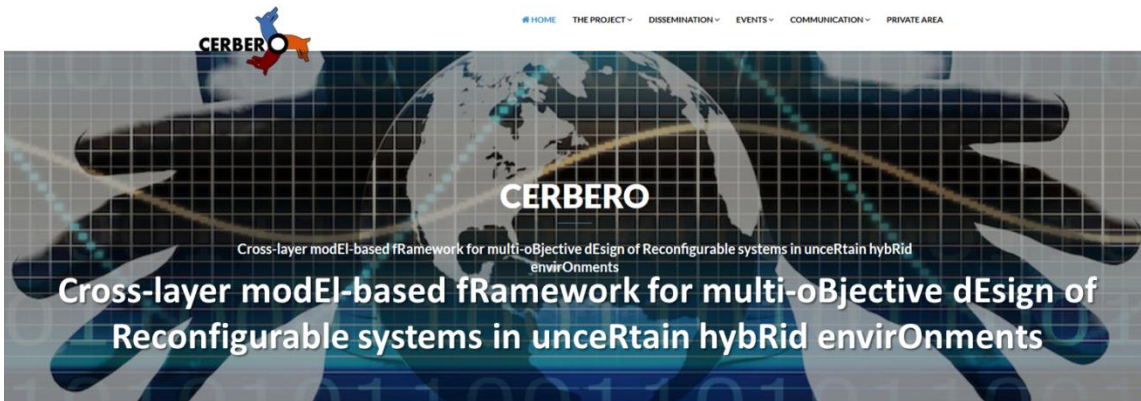 CERBERO
HOME THE PROJECT DISSEMINATION EVENTS COMMUNICATION PRIVATE AREA
CERBERO
Cross-layer modEl-based fRamework for multi-oBjective dEsign of Reconfigurable systems in unceRtain hybRid
envirOnments
Cross-layer modEl-based fRamework for multi-oBjective dEsign of
Reconfigurable systems in unceRtain hybRid envirOnments